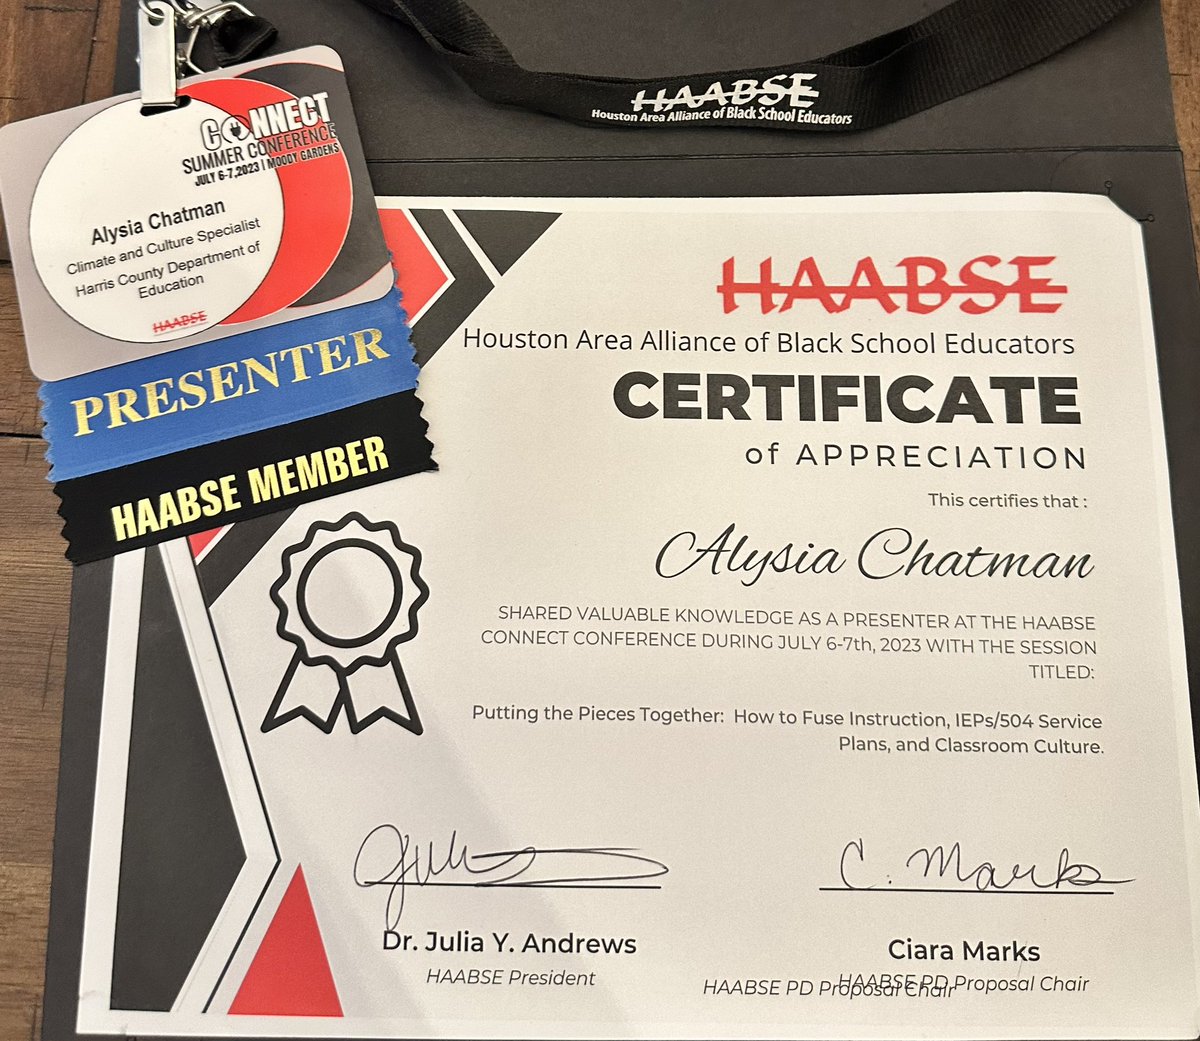 HAABSE
Houston Area Alliance of Black School Educators
CONNECT
SUMMER CONFERENCE
JULY 6-7,2023 | MOODY GARDENS
Alysia Chatman
Climate and Culture Specialist
Harris County Department of
Education
HAABSE
PRESENTER
HAABSE MEMBER
HAABSE
Houston Area Alliance of Black School Educators
CERTIFICATE
of APPRECIATION
This certifies that :
Alysia Chatman
SHARED VALUABLE KNOWLEDGE AS A PRESENTER AT THE HAABSE
CONNECT CONFERENCE DURING JULY 6-7th, 2023 WITH THE SESSION
TITLED:
Putting the Pieces Together: How to Fuse Instruction, IEPs/504 Service
Plans, and Classroom Culture.
C. Marks
Dr. Julia Y. Andrews
HAABSE President
Ciara Marks
HAABSE PD Proposal Chair
HAABSE PD Proposal Chair